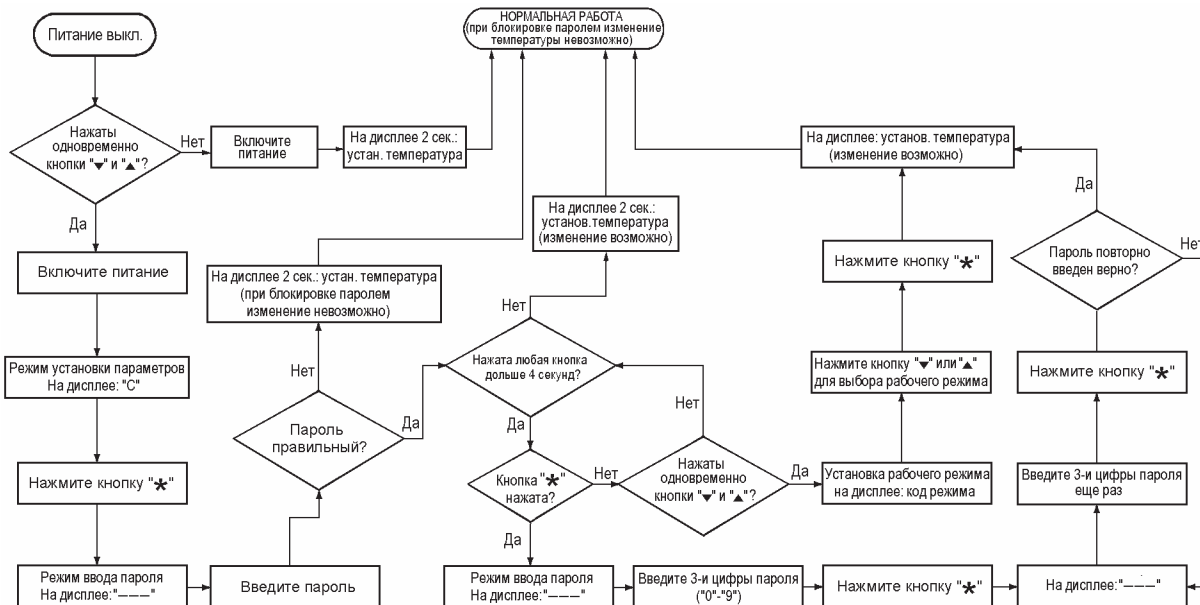 Питание выкл.
НОРМАЛЬНАЯ РАБОТА
(при блокировке паролем изменение
температуры невозможно)
Нажаты
одновременно
кнопки "▼" и "▲"?
Нет
Включите
питание
На дисплее 2 сек.:
устан. температура
Да
Включите питание
Режим установки параметров
На дисплее: "C"
Нажмите кнопку "*"
Режим ввода пароля
На дисплее:"———"
Введите пароль
Пароль
правильный?
Нет
Да
На дисплее 2 сек.: устан. температура
(при блокировке паролем
изменение невозможно)
Нажата любая кнопка
дольше 4 секунд?
Нет
На дисплее 2 сек.:
установ.температура
(изменение возможно)
Да
Кнопка "*"
нажата?
Нет
Нажаты
одновременно
кнопки "▼" и "▲"?
Нет
Да
Установка рабочего режима
на дисплее: код режима
Нажмите кнопку "▼" или"▲"
для выбора рабочего режима
Нажмите кнопку "*"
На дисплее: установ. температура
(изменение возможно)
Да
Режим ввода пароля
На дисплее:"———"
Введите 3-и цифры пароля
("0"-"9")
Нажмите кнопку "*"
На дисплее:"———"
Введите 3-и цифры пароля
еще раз
Нажмите кнопку "*"
Пароль повторно
введен верно?
Да
Нет